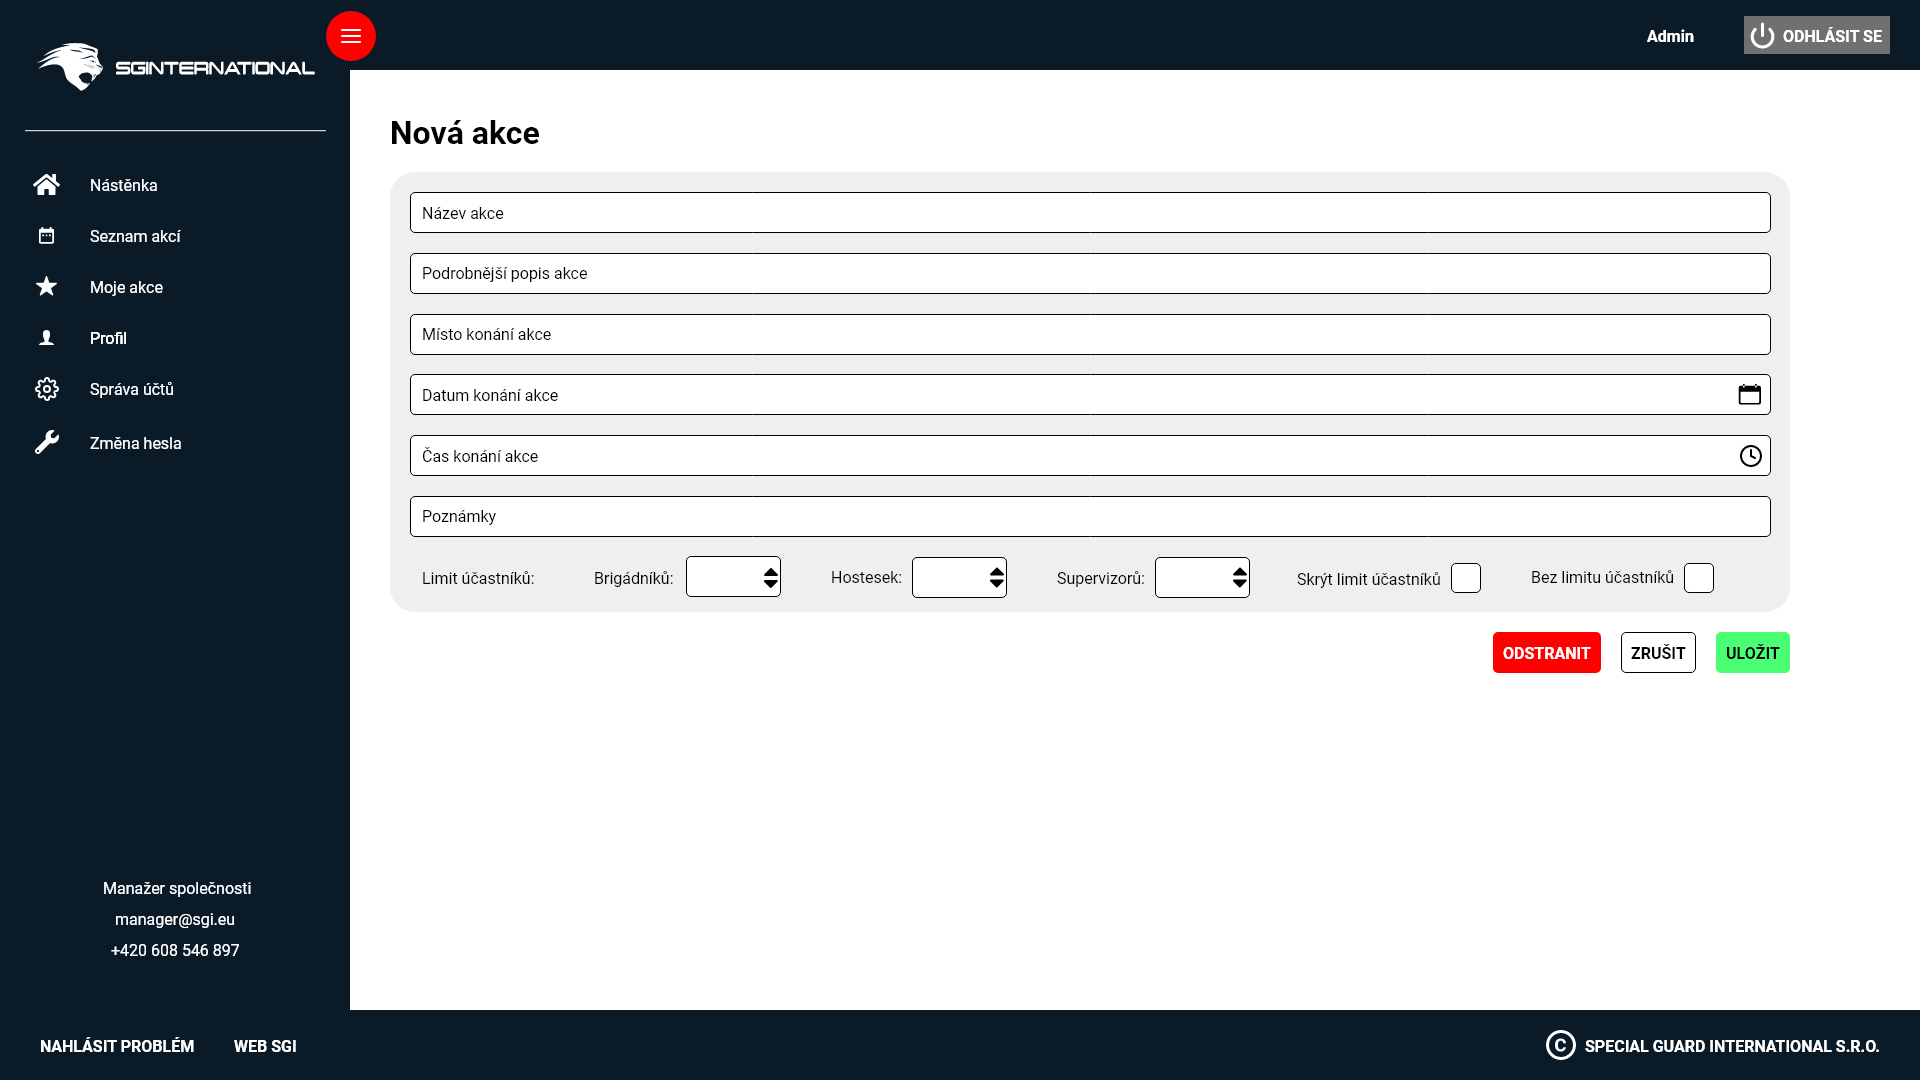 SGINTERNATIONAL
Admin
ODHLÁSIT SE
Nástěnka
Seznam akcí
Moje akce
Profil
Správa účtů
Změna hesla
Manažer společnosti
manager@sgi.eu
+420 608 546 897
Nová akce
Název akce
Podrobnější popis akce
Místo konání akce
Datum konání akce
Čas konání akce
Poznámky
Limit účastníků: Brigádníků: Hostesek: Supervizorů: Skrýt limit účastníků Bez limitu účastníků
ODSTRANIT ZRUŠIT ULOŽIT
NAHLÁSIT PROBLÉM WEB SGI © SPECIAL GUARD INTERNATIONAL S.R.O.